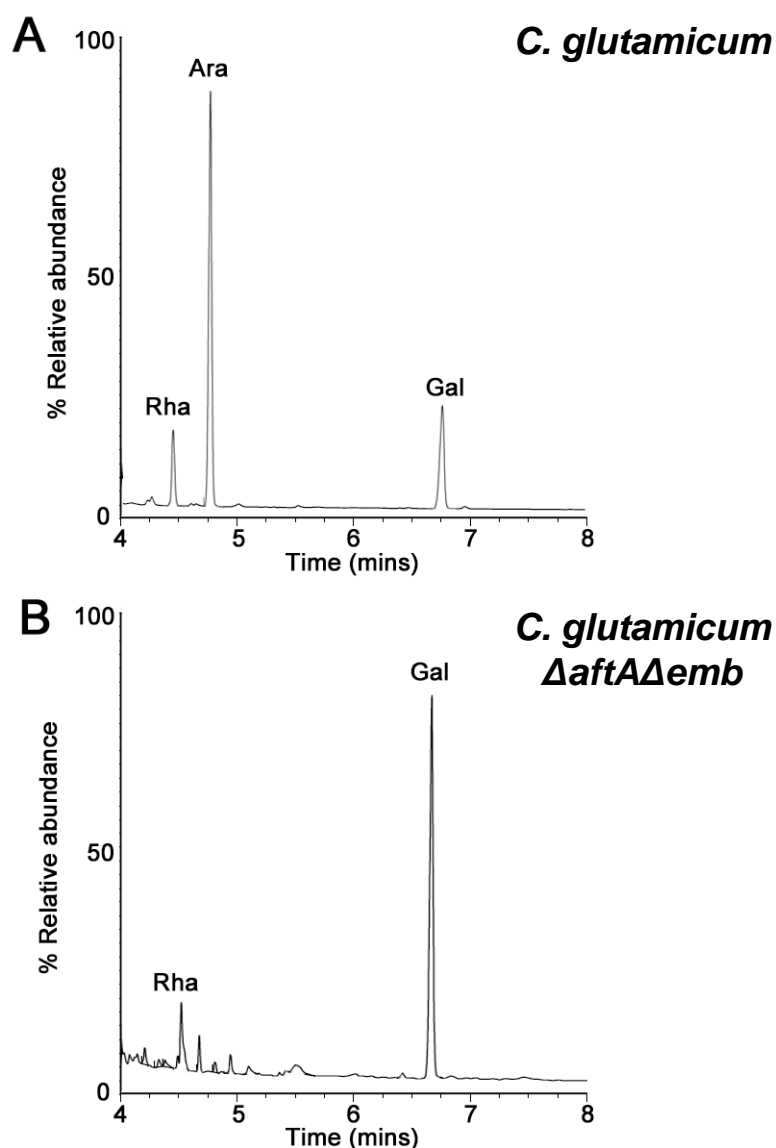 A
C. glutamicum
100
Ara
% Relative abundance
50
Rha
Gal
0
4 5 6 7 8
Time (mins)
B
C. glutamicum
ΔaftAΔemb
100
Gal
% Relative abundance
50
Rha
0
4 5 6 7 8
Time (mins)